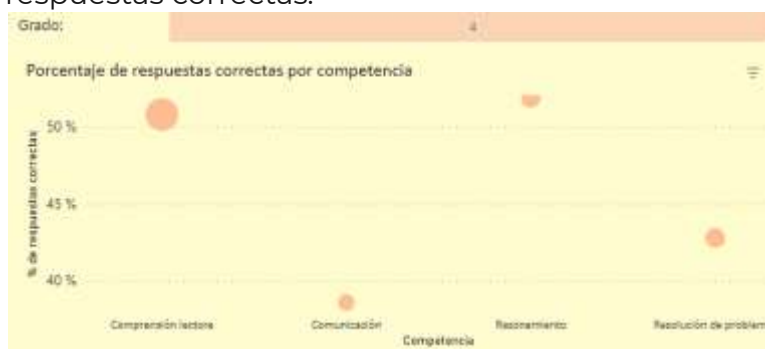 respuestas correctas.
Grado: 4
Porcentaje de respuestas correctas por competencia
50 %
45 %
40 %
% de respuestas correctas
Comprensión lectora Comunicación Razonamiento Resolución de problem
Competencia